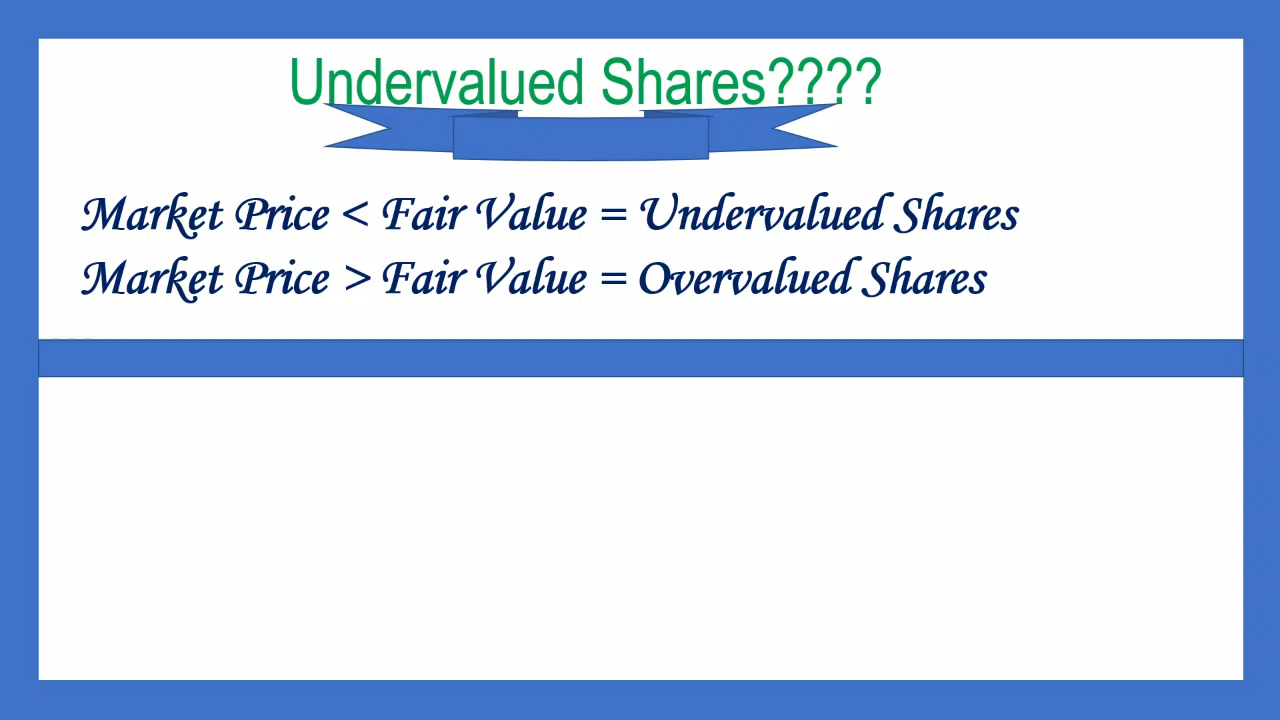 Undervalued Shares????
Market Price < Fair Value = Undervalued Shares
Market Price > Fair Value = Overvalued Shares